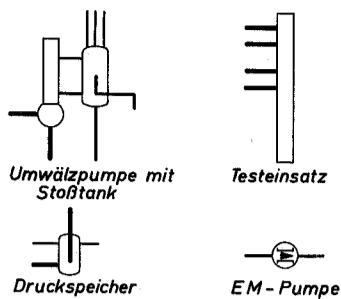 Umwälzpumpe mit
Stoßtank
Testeinsatz
Druckspeicher
EM-Pumpe